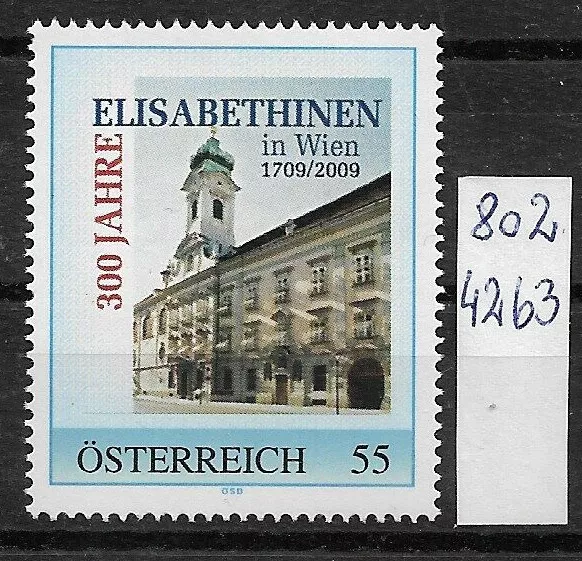 ELISABETHINEN
in Wien
1709/2009
300 JAHRE
ÖSTERREICH 55
ÖSD
802
4263